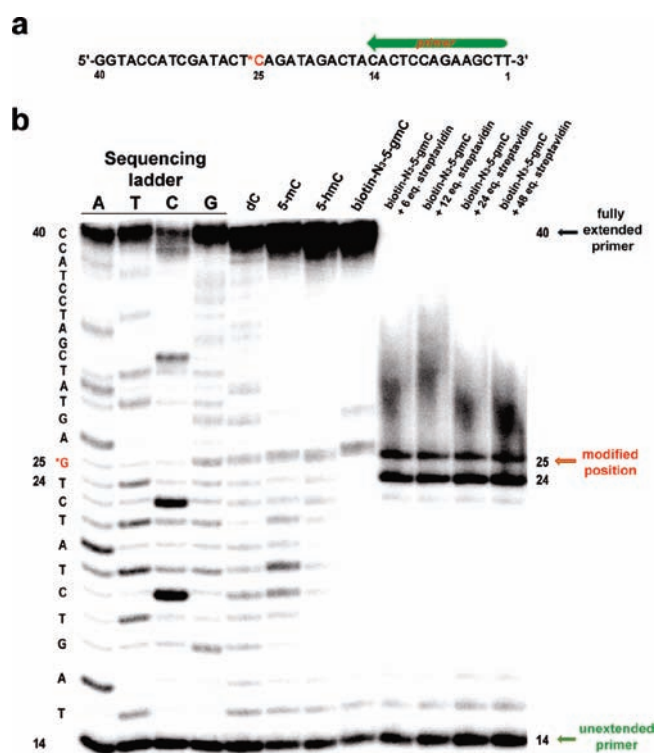 a
primer
5'-GGTACCATCGATACT*CAGATAGACTACACTCCAGAAGCTT-3'
40 25 14 1
b
Sequencing
ladder
A T C G
dC
5-mC
5-hmC
biotin-N₃-5-gmC
biotin-N₃-5-gmC
+ 6 eq. streptavidin
biotin-N₃-5-gmC
+ 12 eq. streptavidin
biotin-N₃-5-gmC
+ 24 eq. streptavidin
biotin-N₃-5-gmC
+ 48 eq. streptavidin
40 C
C
A
T
C
C
T
A
G
C
T
A
T
G
A
25 *G
24 T
C
T
A
T
C
T
G
A
T
14
40
fully
extended
primer
25
24
modified
position
14
unextended
primer